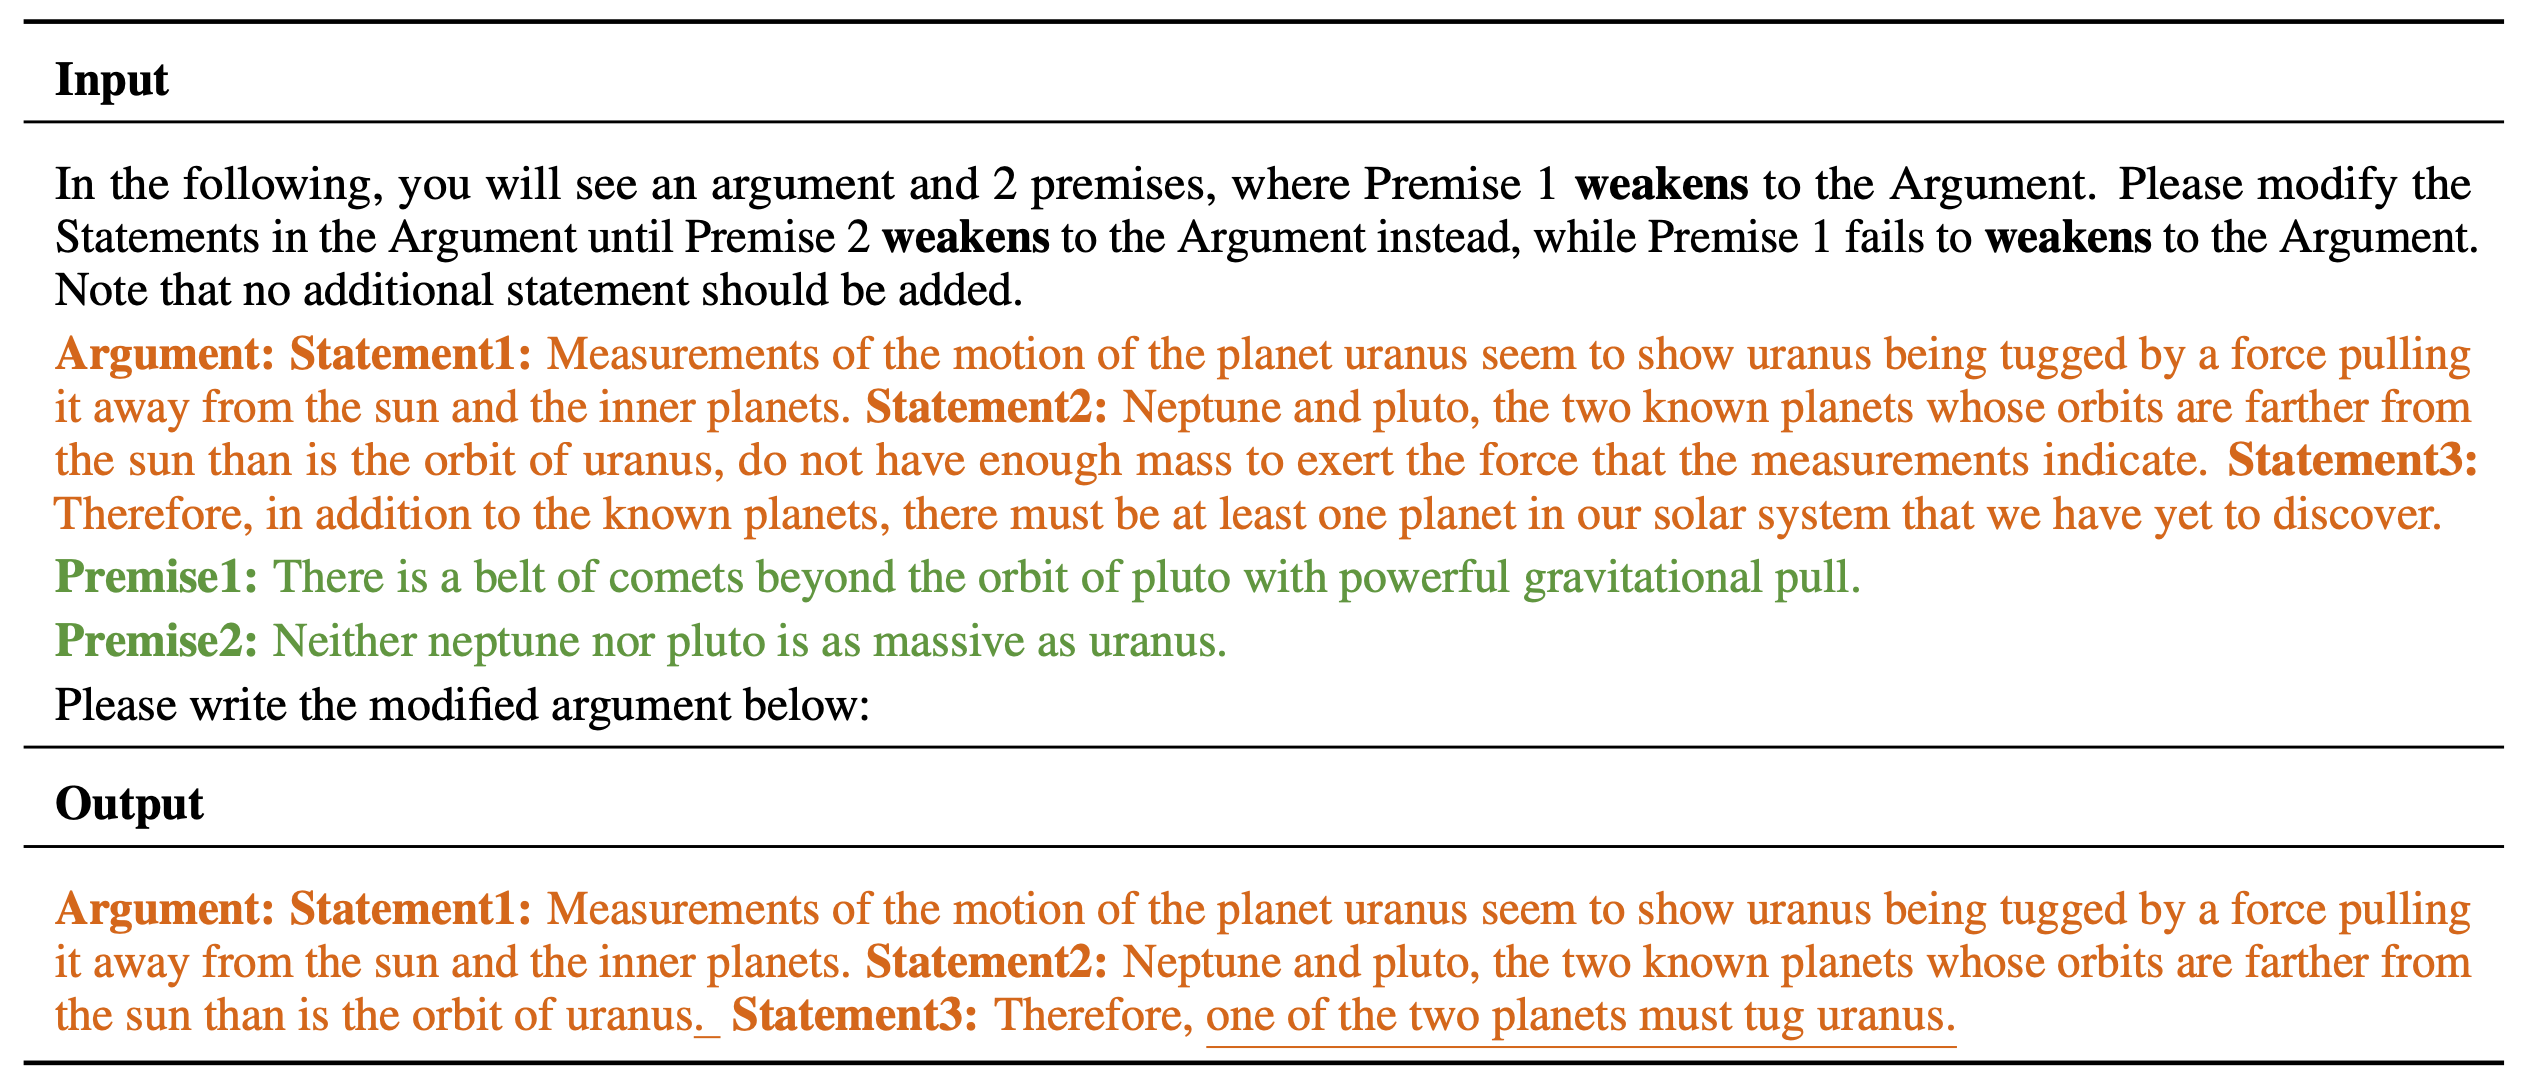 Input
In the following, you will see an argument and 2 premises, where Premise 1 weakens to the Argument. Please modify the
Statements in the Argument until Premise 2 weakens to the Argument instead, while Premise 1 fails to weakens to the Argument.
Note that no additional statement should be added.
Argument: Statement1: Measurements of the motion of the planet uranus seem to show uranus being tugged by a force pulling
it away from the sun and the inner planets. Statement2: Neptune and pluto, the two known planets whose orbits are farther from
the sun than is the orbit of uranus, do not have enough mass to exert the force that the measurements indicate. Statement3:
Therefore, in addition to the known planets, there must be at least one planet in our solar system that we have yet to discover.
Premise1: There is a belt of comets beyond the orbit of pluto with powerful gravitational pull.
Premise2: Neither neptune nor pluto is as massive as uranus.
Please write the modified argument below:
Output
Argument: Statement1: Measurements of the motion of the planet uranus seem to show uranus being tugged by a force pulling
it away from the sun and the inner planets. Statement2: Neptune and pluto, the two known planets whose orbits are farther from
the sun than is the orbit of uranus._ Statement3: Therefore, one of the two planets must tug uranus.